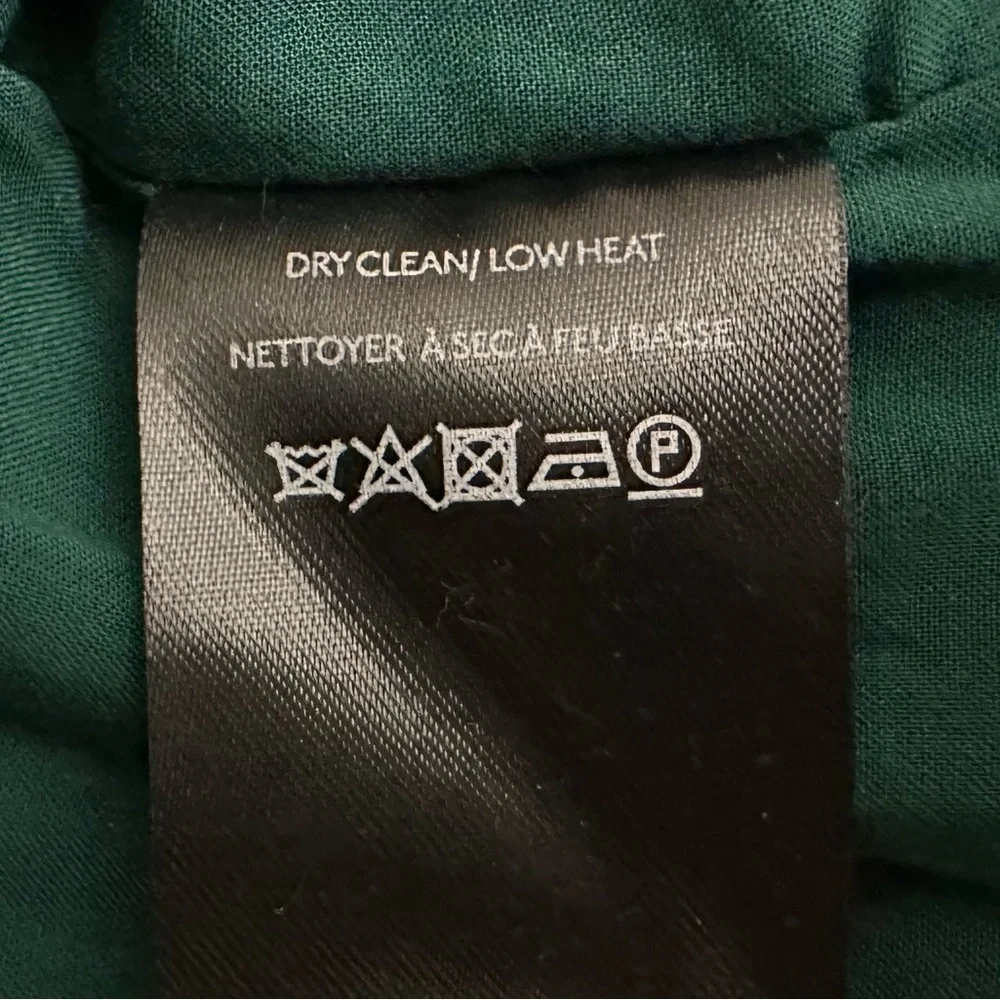 DRY CLEAN/ LOW HEAT
NETTOYER À SEC À FEU BASSE
P